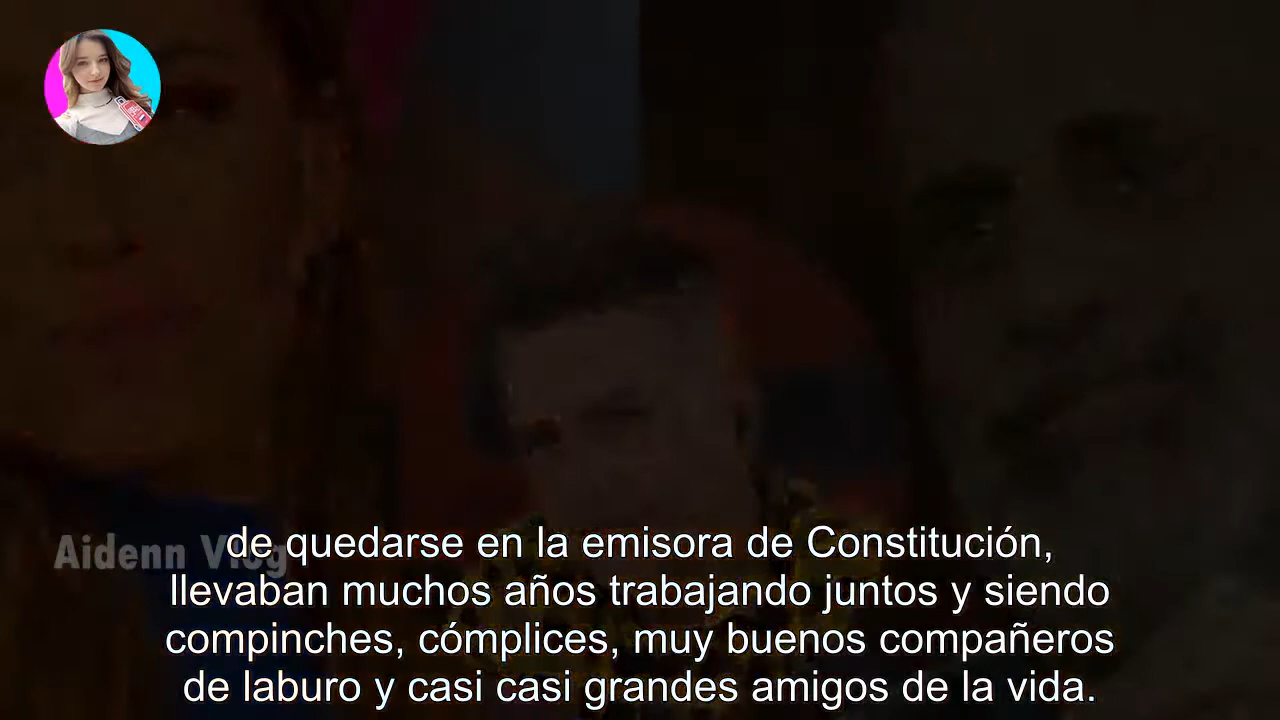 Aidenn Vlog
de quedarse en la emisora de Constitución,
llevaban muchos años trabajando juntos y siendo
compinches, cómplices, muy buenos compañeros
de laburo y casi casi grandes amigos de la vida.